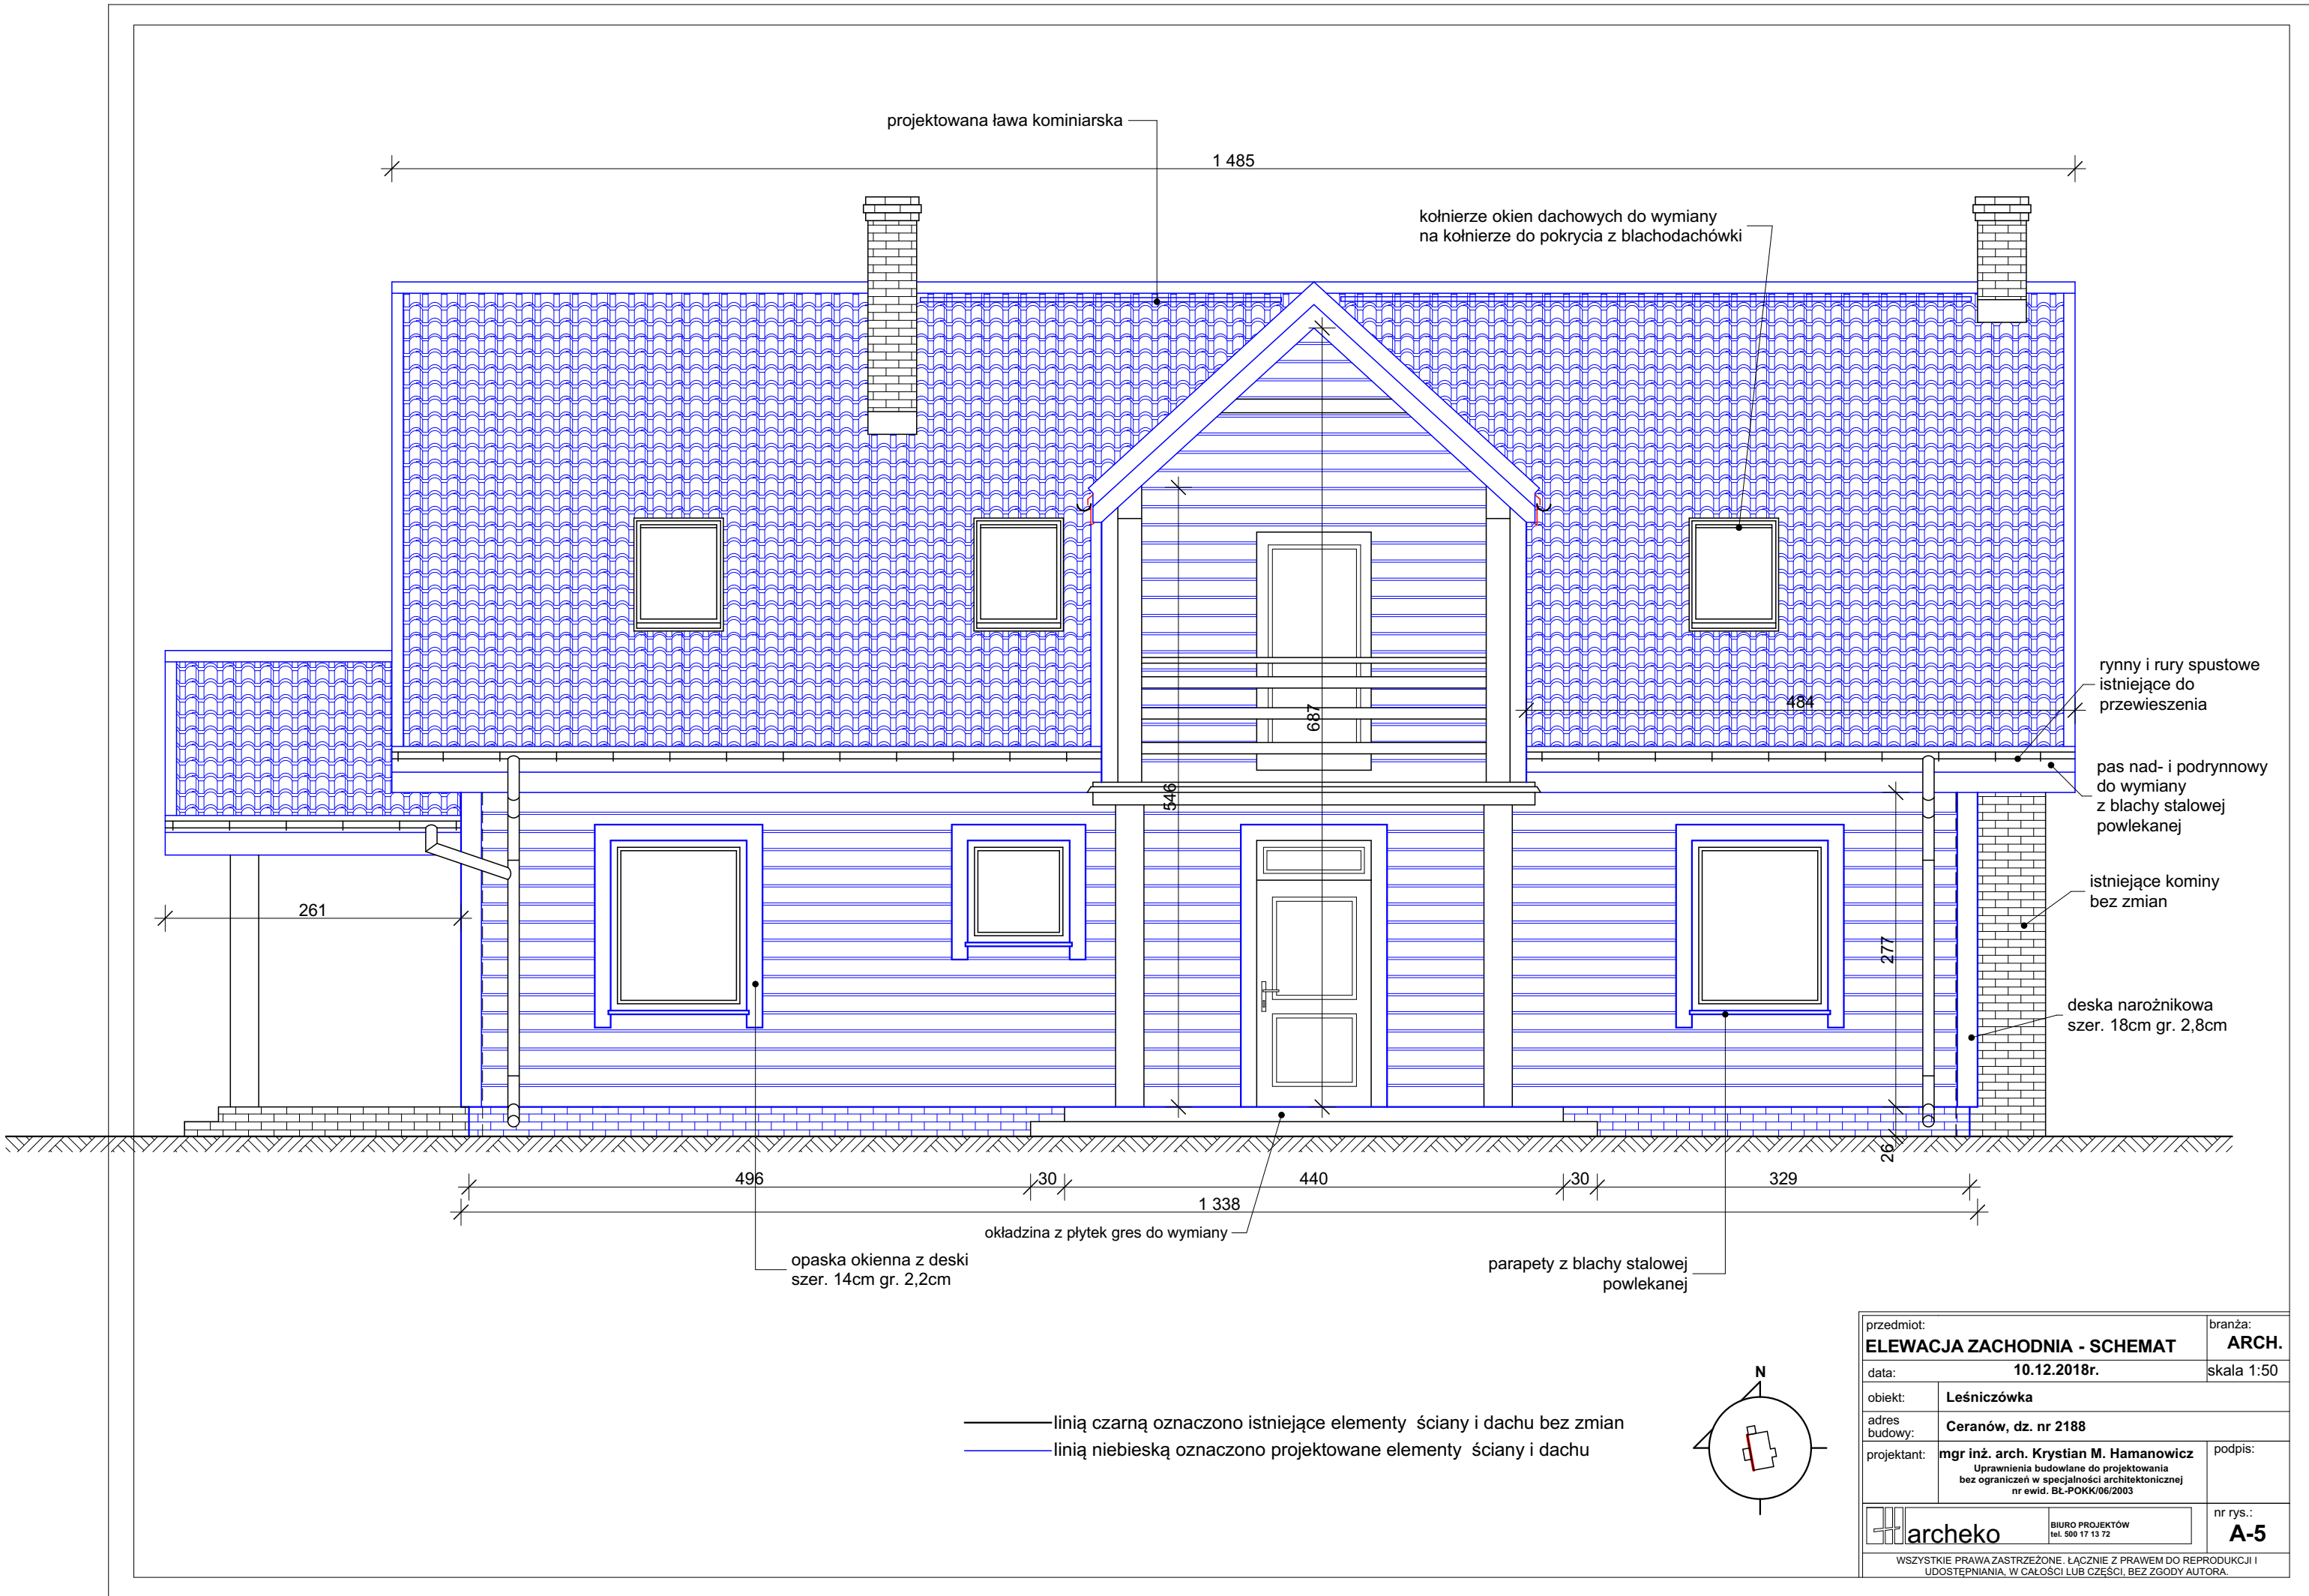 projektowana ława kominiarska
1 485
kołnierze okien dachowych do wymiany
na kołnierze do pokrycia z blachodachówki
rynny i rury spustowe
istniejące do
przewieszenia
484
687
546
pas nad- i podrynnowy
do wymiany
z blachy stalowej
powlekanej
261
istniejące kominy
bez zmian
277
deska narożnikowa
szer. 18cm gr. 2,8cm
26
496
30
440
30
329
1 338
okładzina z płytek gres do wymiany
opaska okienna z deski
szer. 14cm gr. 2,2cm
parapety z blachy stalowej
powlekanej
linią czarną oznaczono istniejące elementy ściany i dachu bez zmian
linią niebieską oznaczono projektowane elementy ściany i dachu
N
przedmiot:
ELEWACJA ZACHODNIA - SCHEMAT
branża:
ARCH.
data:
10.12.2018r.
skala 1:50
obiekt:
Leśniczówka
adres
budowy:
Ceranów, dz. nr 2188
projektant:
mgr inż. arch. Krystian M. Hamanowicz
Uprawnienia budowlane do projektowania
bez ograniczeń w specjalności architektonicznej
nr ewid. BŁ-POKK/06/2003
podpis:
archeko
BIURO PROJEKTÓW
tel. 500 17 13 72
nr rys.:
A-5
WSZYSTKIE PRAWA ZASTRZEŻONE. ŁĄCZNIE Z PRAWEM DO REPRODUKCJI I
UDOSTĘPNIANIA, W CAŁOŚCI LUB CZĘŚCI, BEZ ZGODY AUTORA.